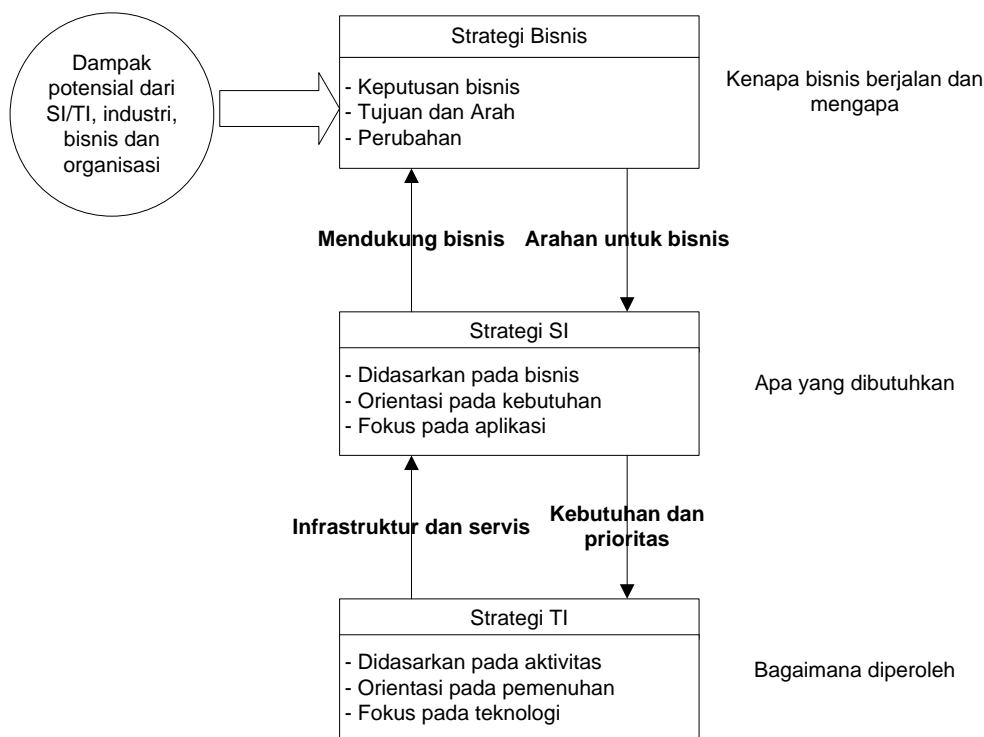 Dampak
potensial dari
SI/TI, industri,
bisnis dan
organisasi
Strategi Bisnis
- Keputusan bisnis
- Tujuan dan Arah
- Perubahan
Kenapa bisnis berjalan dan
mengapa
Mendukung bisnis
Arahan untuk bisnis
Strategi SI
- Didasarkan pada bisnis
- Orientasi pada kebutuhan
- Fokus pada aplikasi
Apa yang dibutuhkan
Infrastruktur dan servis
Kebutuhan dan
prioritas
Strategi TI
- Didasarkan pada aktivitas
- Orientasi pada pemenuhan
- Fokus pada teknologi
Bagaimana diperoleh